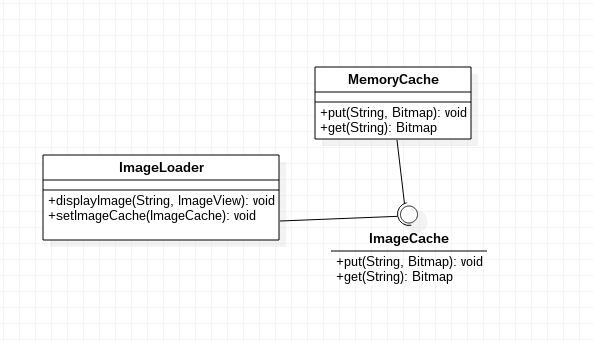 MemoryCache
+put(String, Bitmap): void
+get(String): Bitmap
ImageLoader
+displayImage(String, ImageView): void
+setImageCache(ImageCache): void
ImageCache
+put(String, Bitmap): void
+get(String): Bitmap